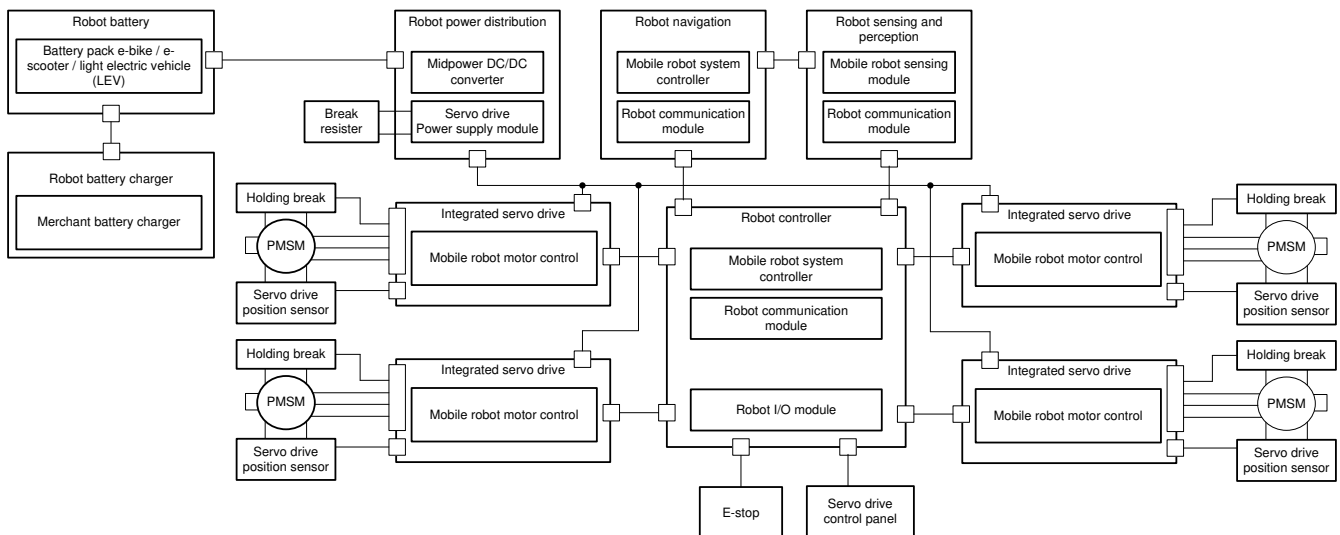 Robot battery
Battery pack e-bike / e-
scooter / light electric vehicle
(LEV)
Robot power distribution
Midpower DC/DC
converter
Break
resister
Servo drive
Power supply module
Robot navigation
Mobile robot system
controller
Robot communication
module
Robot sensing and
perception
Mobile robot sensing
module
Robot communication
module
Robot battery charger
Merchant battery charger
Holding break
PMSM
Servo drive
position sensor
Integrated servo drive
Mobile robot motor control
Robot controller
Mobile robot system
controller
Robot communication
module
Robot I/O module
Integrated servo drive
Mobile robot motor control
Holding break
PMSM
Servo drive
position sensor
Holding break
PMSM
Servo drive
position sensor
Integrated servo drive
Mobile robot motor control
Integrated servo drive
Mobile robot motor control
Holding break
PMSM
Servo drive
position sensor
E-stop
Servo drive
control panel